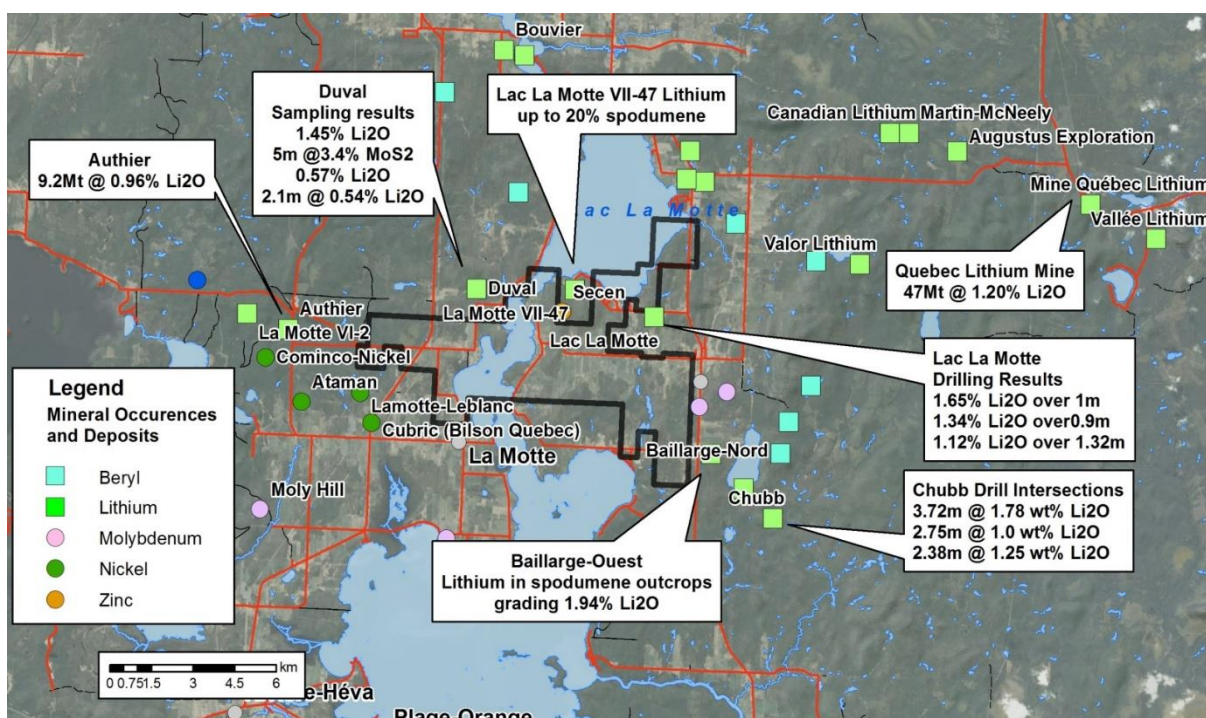 Bouvier
Duval
Sampling results
1.45% Li2O
5m @3.4% MoS2
0.57% Li2O
2.1m @ 0.54% Li2O
Lac La Motte VII-47 Lithium
up to 20% spodumene
Canadian Lithium Martin-McNeely
Augustus Exploration
Authier
9.2Mt @ 0.96% Li2O
Mine Québec Lithium
Vallée Lithium
ac La Motte
Valor Lithium
Quebec Lithium Mine
47Mt @ 1.20% Li2O
Duval
Secen
Authier
La Motte VII-47
La Motte VI-2
Lac La Motte
Cominco-Nickel
Lac La Motte
Drilling Results
1.65% Li2O over 1m
1.34% Li2O over0.9m
1.12% Li2O over 1.32m
Ataman
Lamotte-Leblanc
Cubric (Bilson Quebec)
La Motte
Baillarge-Nord
Moly Hill
Chubb
Chubb Drill Intersections
3.72m @ 1.78 wt% Li2O
2.75m @ 1.0 wt% Li2O
2.38m @ 1.25 wt% Li2O
Baillarge-Ouest
Lithium in spodumene outcrops
grading 1.94% Li2O
Legend
Mineral Occurences
and Deposits
Beryl
Lithium
Molybdenum
Nickel
Zinc
km
0 0.751.5 3 4.5 6
e-Héva
Plage-Orange